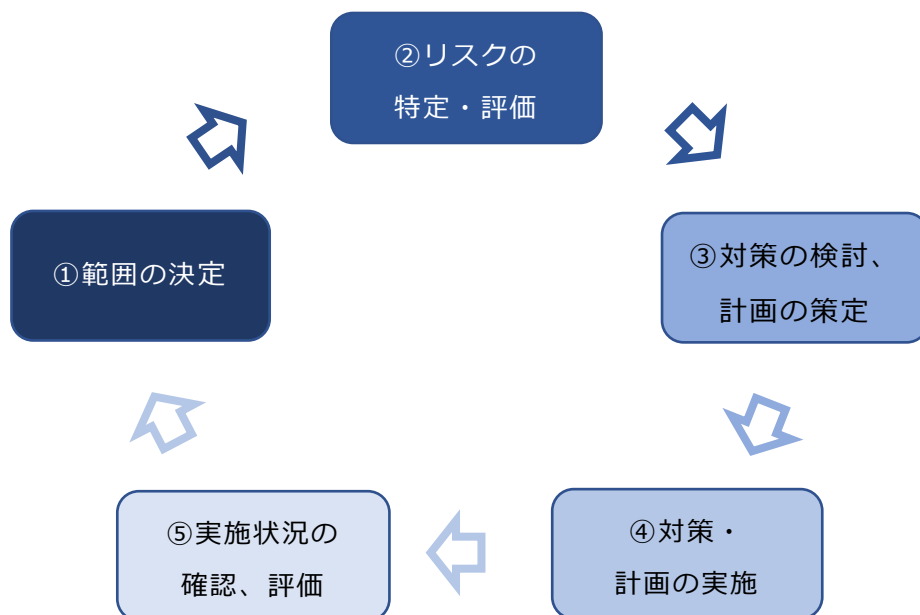 ①範囲の決定
②リスクの
特定・評価
③対策の検討、
計画の策定
④対策・
計画の実施
⑤実施状況の
確認、評価